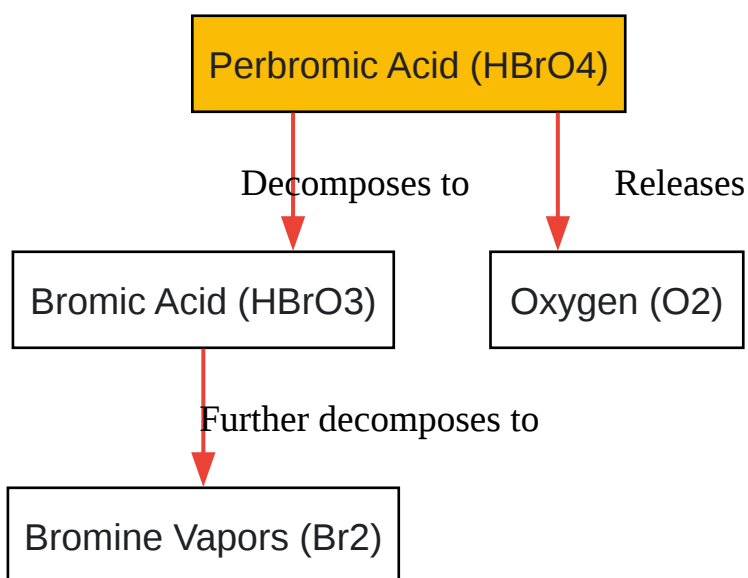 Perbromic Acid (HBrO4)
Decomposes to
Releases
Bromic Acid (HBrO3)
Oxygen (O2)
Further decomposes to
Bromine Vapors (Br2)